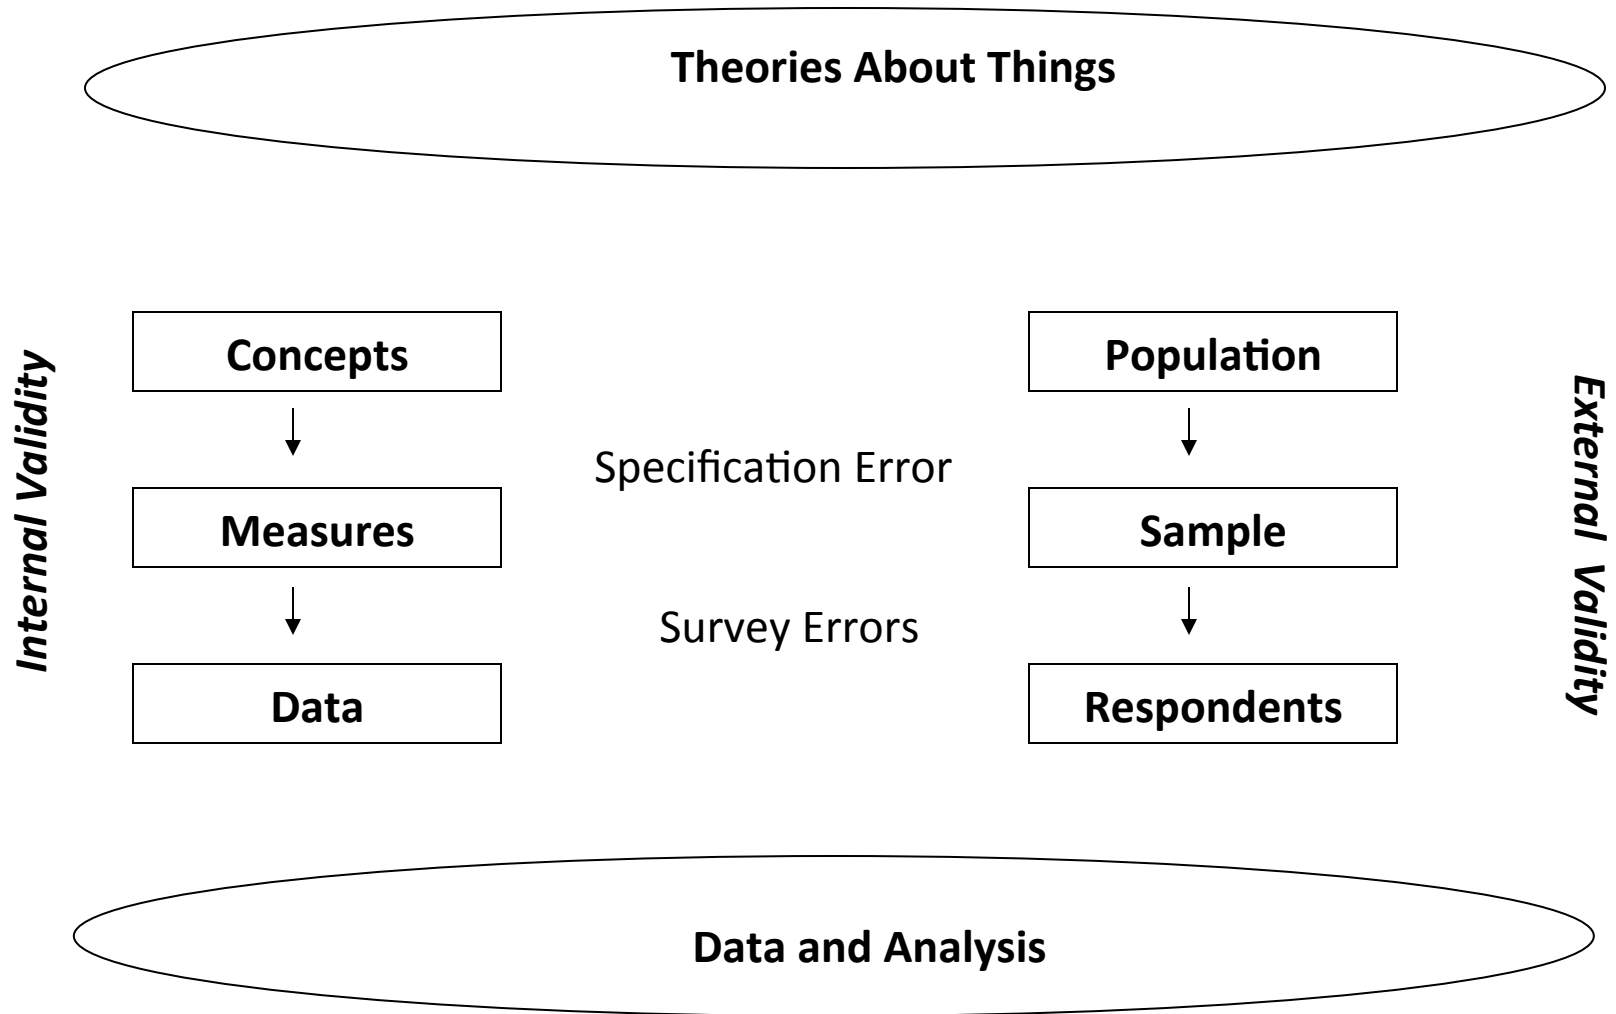 Theories About Things
Internal Validity
Concepts
Population
External Validity
Specification Error
Measures
Sample
Survey Errors
Data
Respondents
Data and Analysis